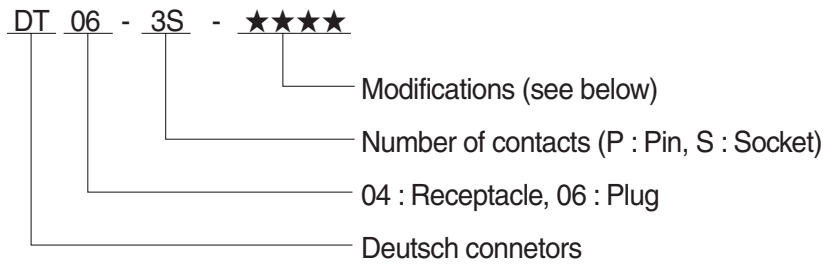 DT 06 - 3S - ★★★★
Modifications (see below)
Number of contacts (P : Pin, S : Socket)
04 : Receptacle, 06 : Plug
Deutsch connetors